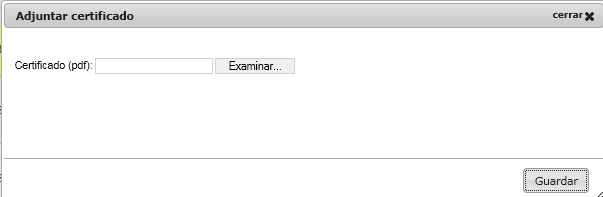 Adjuntar certificado cerrar
Certificado (pdf): Examinar...
Guardar